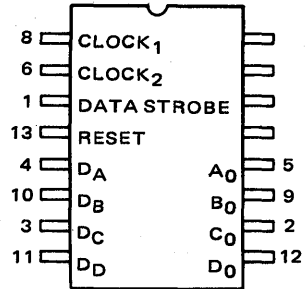 8 CLOCK1
6 CLOCK2
1 DATA STROBE
13 RESET
4 DA A0 5
10 DB B0 9
3 DC C0 2
11 DD D0 12